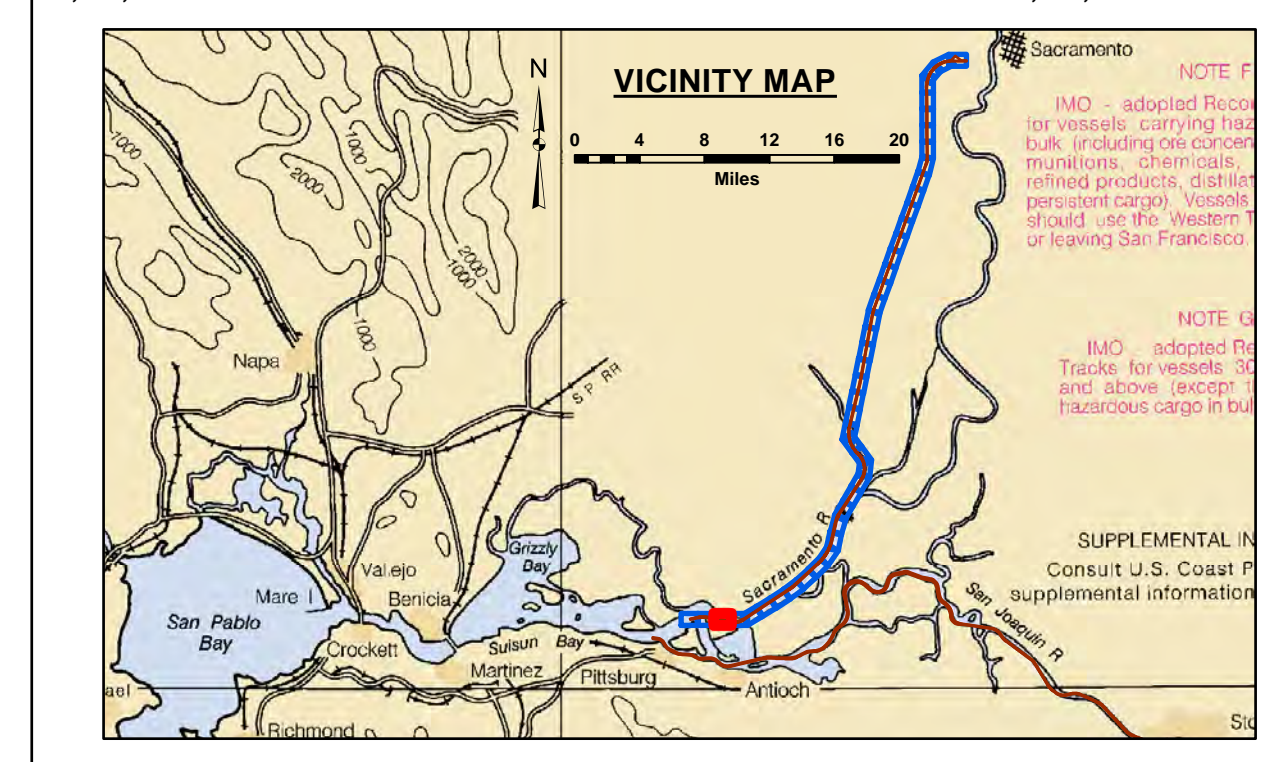 VICINITY MAP
N
0 4 8 12 16 20
Miles
Sacramento
NOTE F
IMO - adopted Recor
for vessels carrying haz
bulk (including ore concen
munitions, chemicals,
refined products, distillat
persistent cargo). Vessels
should use the Western T
or leaving San Francisco.
NOTE G
IMO - adopted Re
Tracks for vessels 30
and above (except t
hazardous cargo in bul
1000
1000
2000
2000
1000
1000
Napa
S.P. RR
Grizzly
Bay
Sacramento R
Vallejo
Mare I
Benicia
San Pablo
Bay
Crockett
Suisun Bay
Martinez
Pittsburg
Antioch
San Joaquin R
SUPPLEMENTAL IN
Consult U.S. Coast P
supplemental information
ael
Richmond
Sto